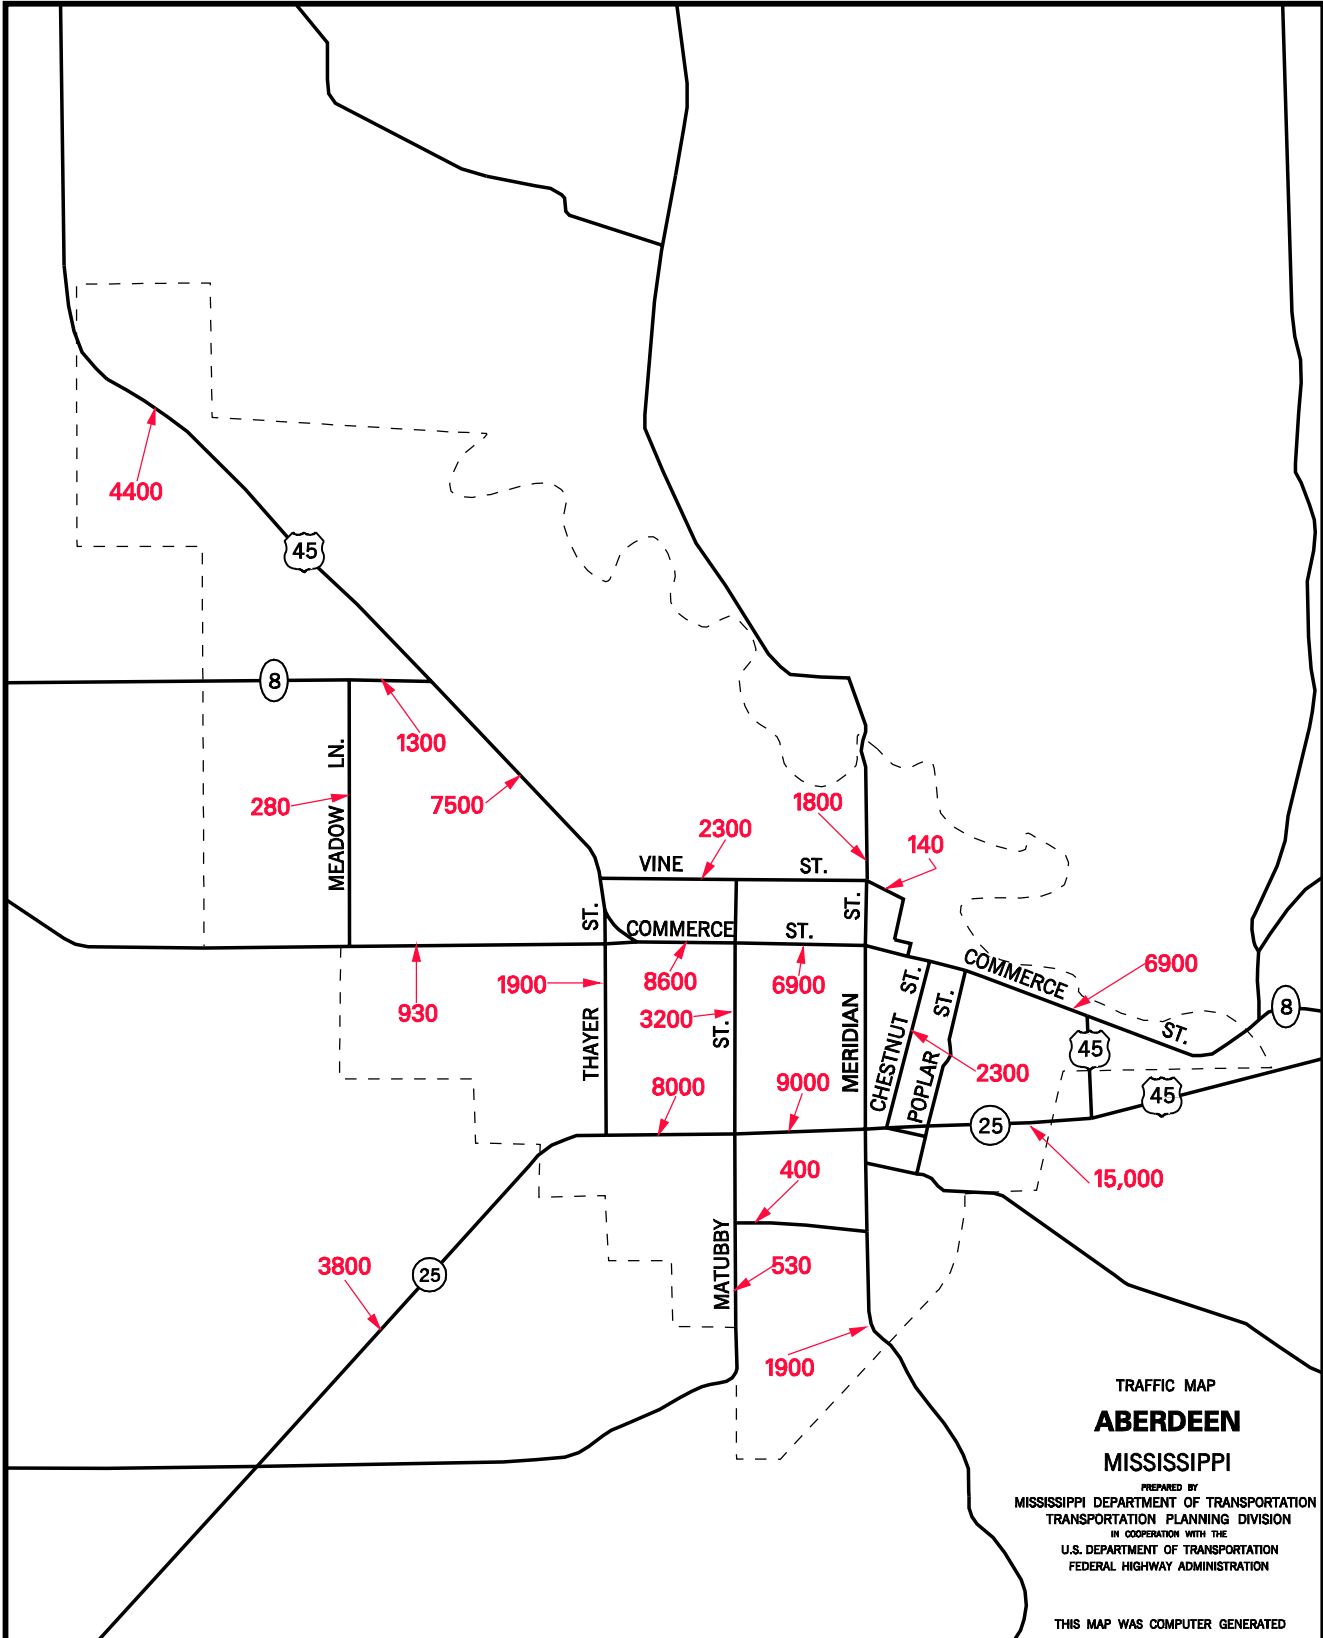 4400
45
8
1300
MEADOW LN.
280
7500
1800
2300
140
VINE ST.
ST.
ST.
COMMERCE ST.
COMMERCE ST.
6900
8600
6900
1900
930
3200
ST.
THAYER
MERIDIAN
CHESTNUT ST.
POPLAR ST.
8
45
2300
8000
9000
45
25
15,000
400
MATUBBY
530
3800
25
1900
TRAFFIC MAP
ABERDEEN
MISSISSIPPI
PREPARED BY
MISSISSIPPI DEPARTMENT OF TRANSPORTATION
TRANSPORTATION PLANNING DIVISION
IN COOPERATION WITH THE
U.S. DEPARTMENT OF TRANSPORTATION
FEDERAL HIGHWAY ADMINISTRATION
THIS MAP WAS COMPUTER GENERATED